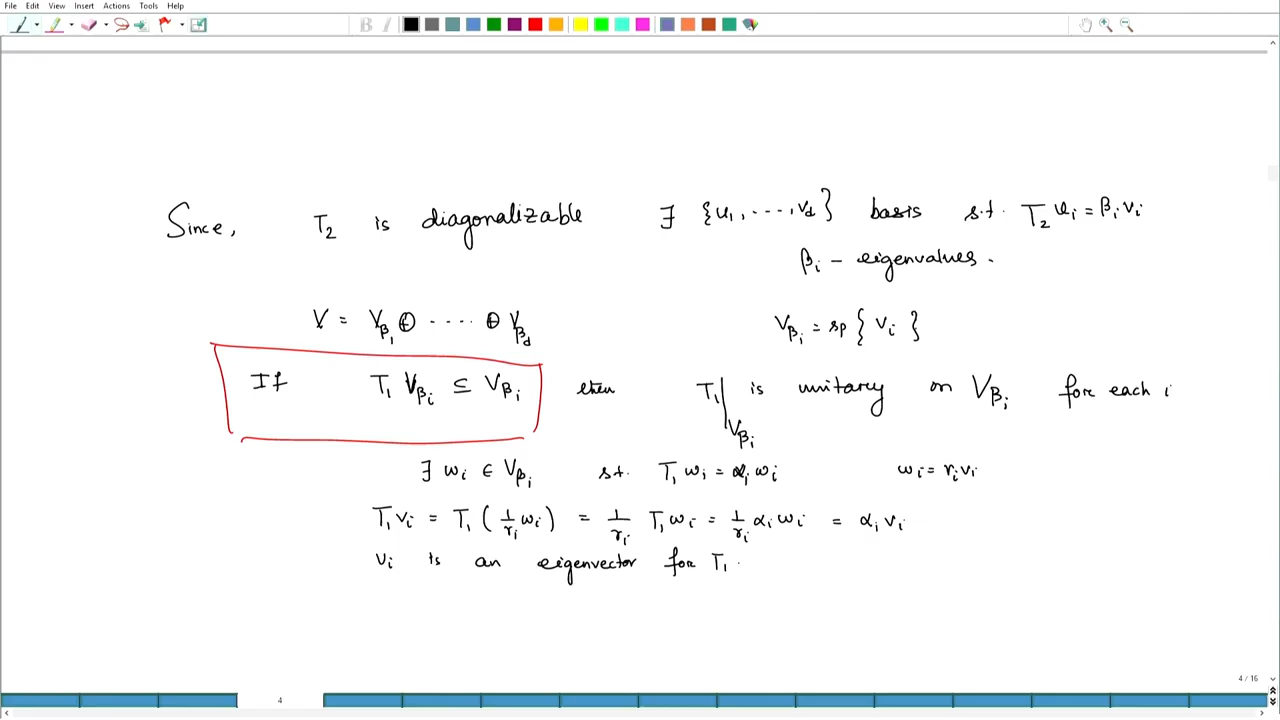 File Edit View Insert Actions Tools Help
B I
Since, T₂ is diagonalizable ∃ {v₁, ...., v_d} basis s.t. T₂ v_i = β_i v_i
β_i - eigenvalues.
V = V_β₁ ⊕ ..... ⊕ V_β_d V_β_i = sp { v_i }
If T₁ V_β_i ⊆ V_β_i then T₁|V_β_i is unitary on V_β_i for each i
∃ w_i ∈ V_β_i s.t. T₁ w_i = α_i w_i w_i = r_i v_i
T₁ v_i = T₁ ( 1/r_i w_i ) = 1/r_i T₁ w_i = 1/r_i α_i w_i = α_i v_i
v_i is an eigenvector for T₁.
4 / 16
4